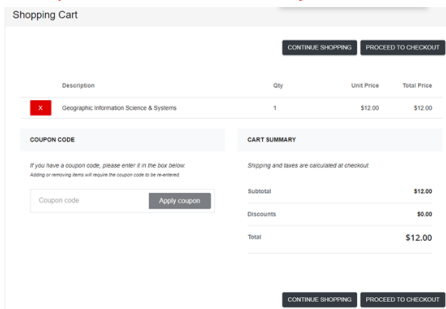 Shopping Cart
CONTINUE SHOPPING PROCEED TO CHECKOUT
Description Qty Unit Price Total Price
X Geographic Information Science & Systems 1 $12.00 $12.00
COUPON CODE
If you have a coupon code, please enter it in the box below.
Adding or removing items will require the coupon code to be re-entered.
Coupon code Apply coupon
CART SUMMARY
Shipping and taxes are calculated at checkout.
Subtotal $12.00
Discounts $0.00
Total $12.00
CONTINUE SHOPPING PROCEED TO CHECKOUT